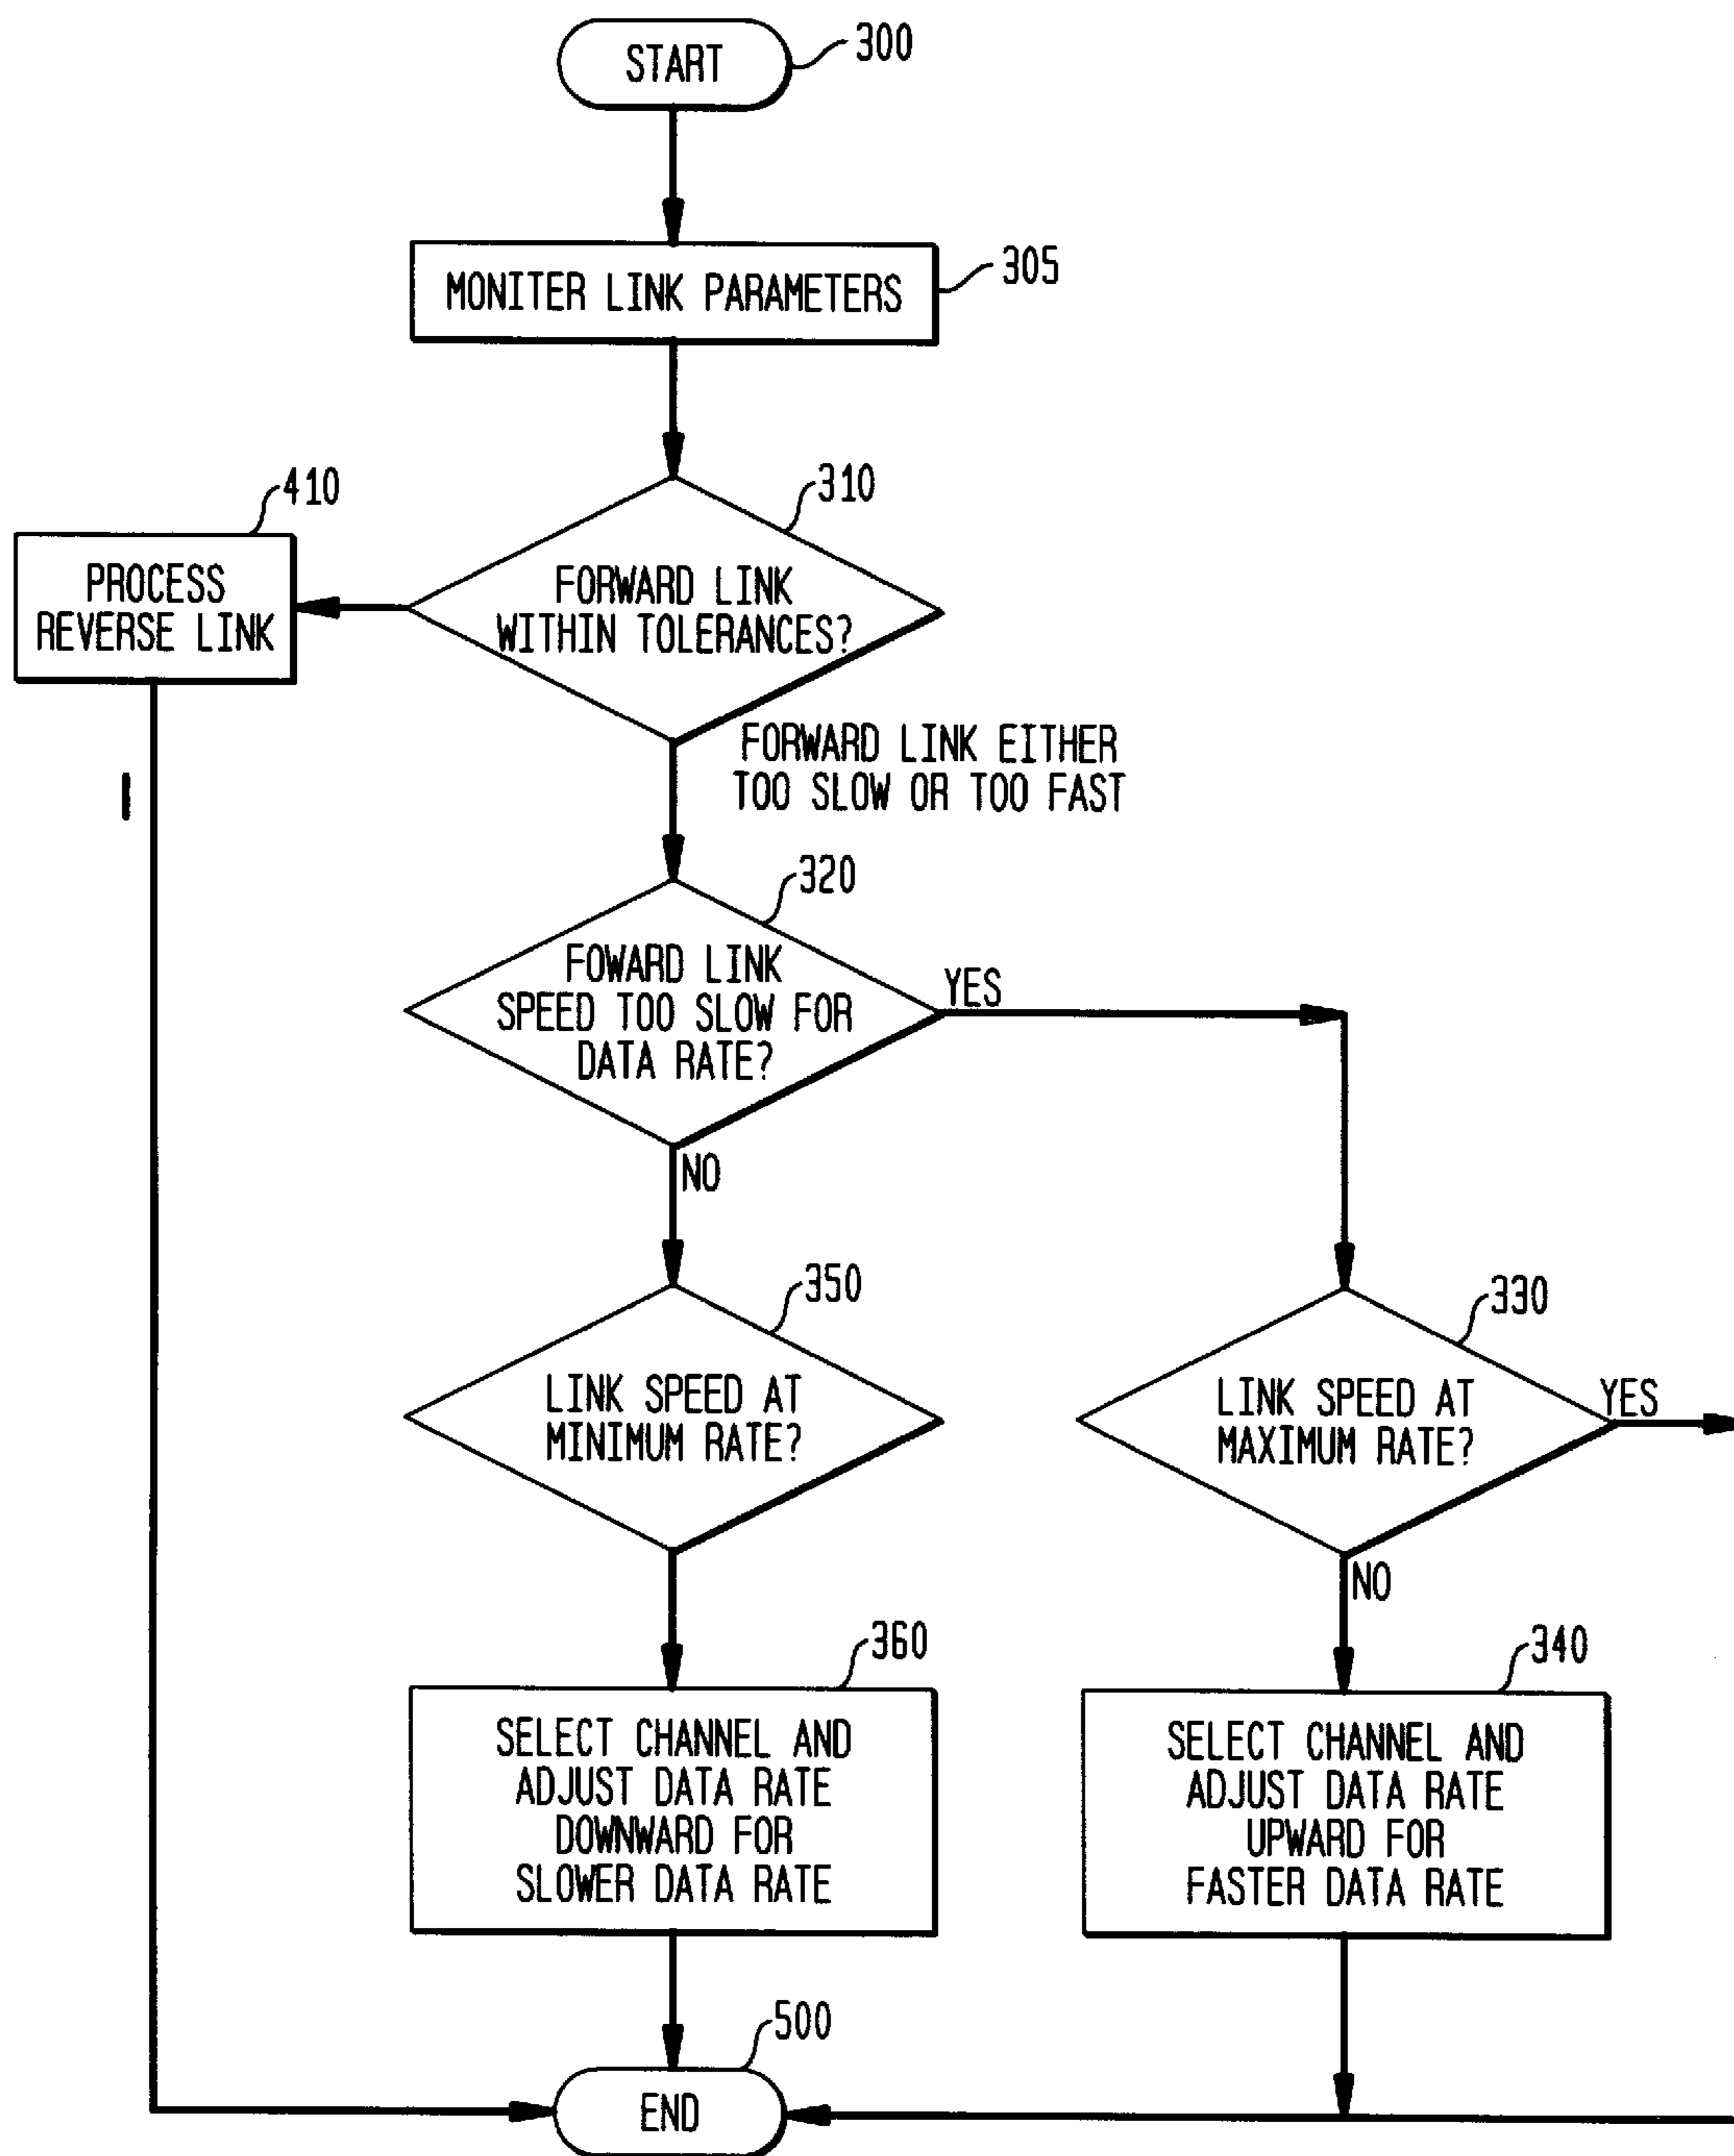 START
300
MONITER LINK PARAMETERS
305
310
410
FORWARD LINK
WITHIN TOLERANCES?
PROCESS
REVERSE LINK
FORWARD LINK EITHER
TOO SLOW OR TOO FAST
320
FOWARD LINK
SPEED TOO SLOW FOR
DATA RATE?
YES
NO
350
LINK SPEED AT
MINIMUM RATE?
330
LINK SPEED AT
MAXIMUM RATE?
YES
NO
360
SELECT CHANNEL AND
ADJUST DATA RATE
DOWNWARD FOR
SLOWER DATA RATE
340
SELECT CHANNEL AND
ADJUST DATA RATE
UPWARD FOR
FASTER DATA RATE
500
END